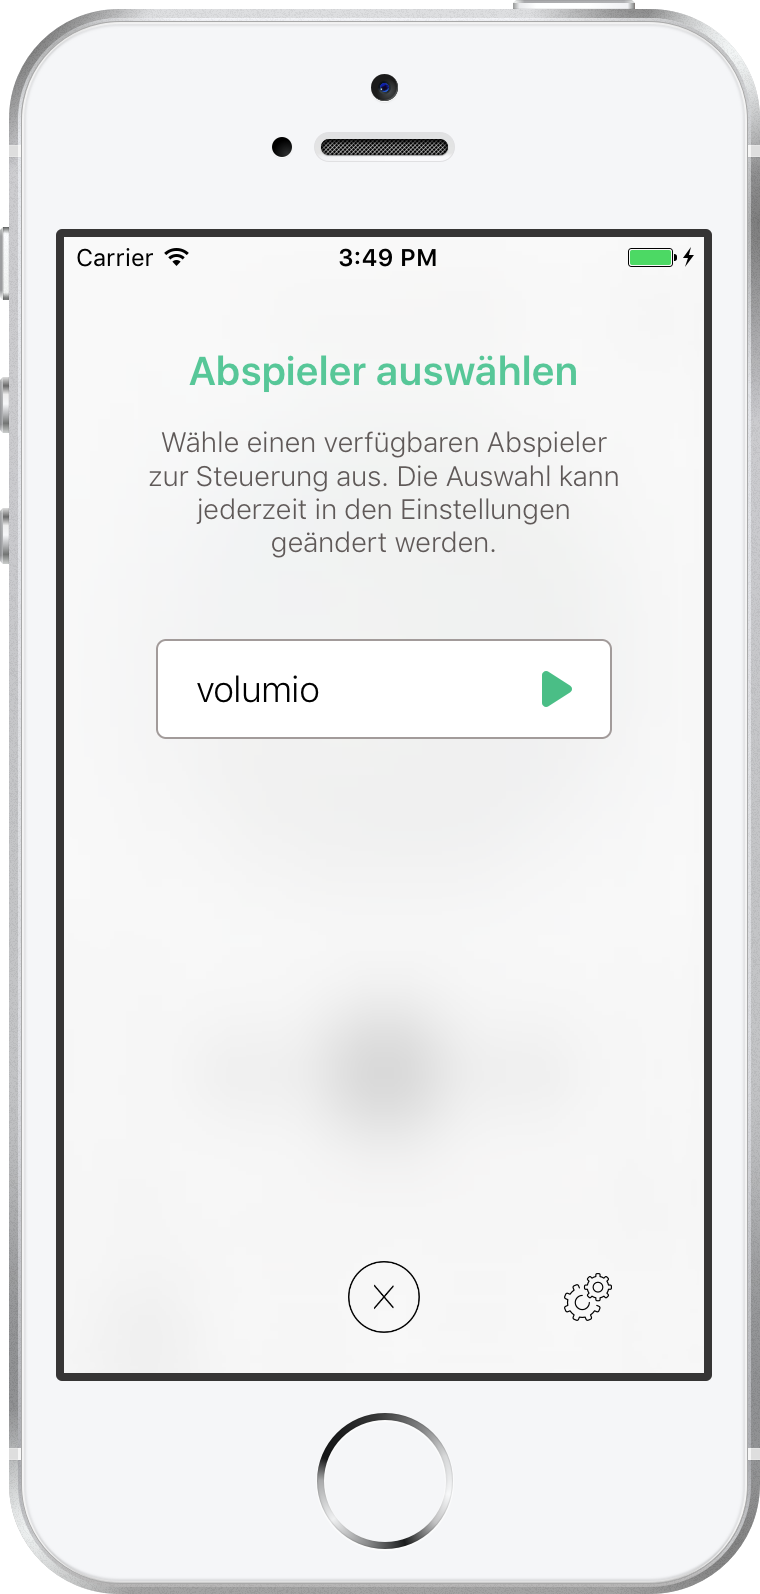 Carrier 3:49 PM
Abspieler auswählen
Wähle einen verfügbaren Abspieler
zur Steuerung aus. Die Auswahl kann
jederzeit in den Einstellungen
geändert werden.
volumio